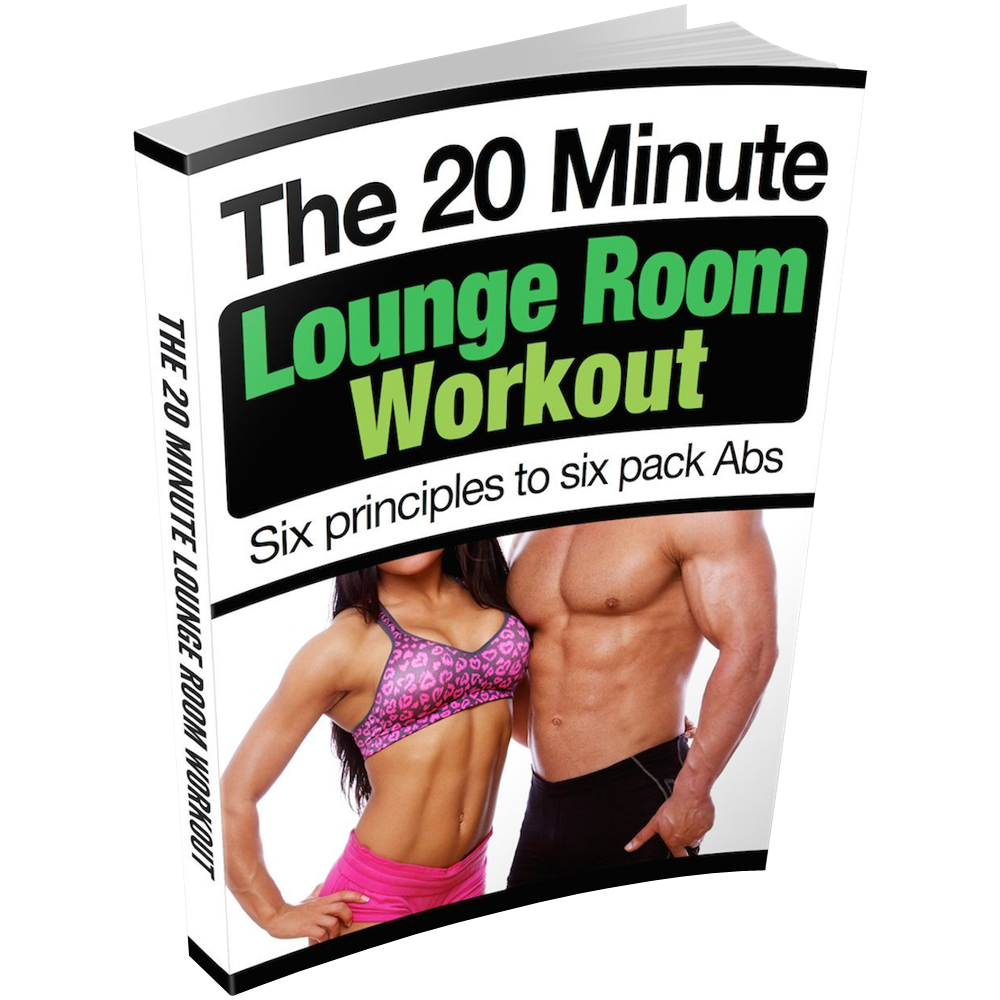 The 20 Minute
Lounge Room
Workout
Six principles to six pack Abs
THE 20 MINUTE LOUNGE ROOM WORKOUT